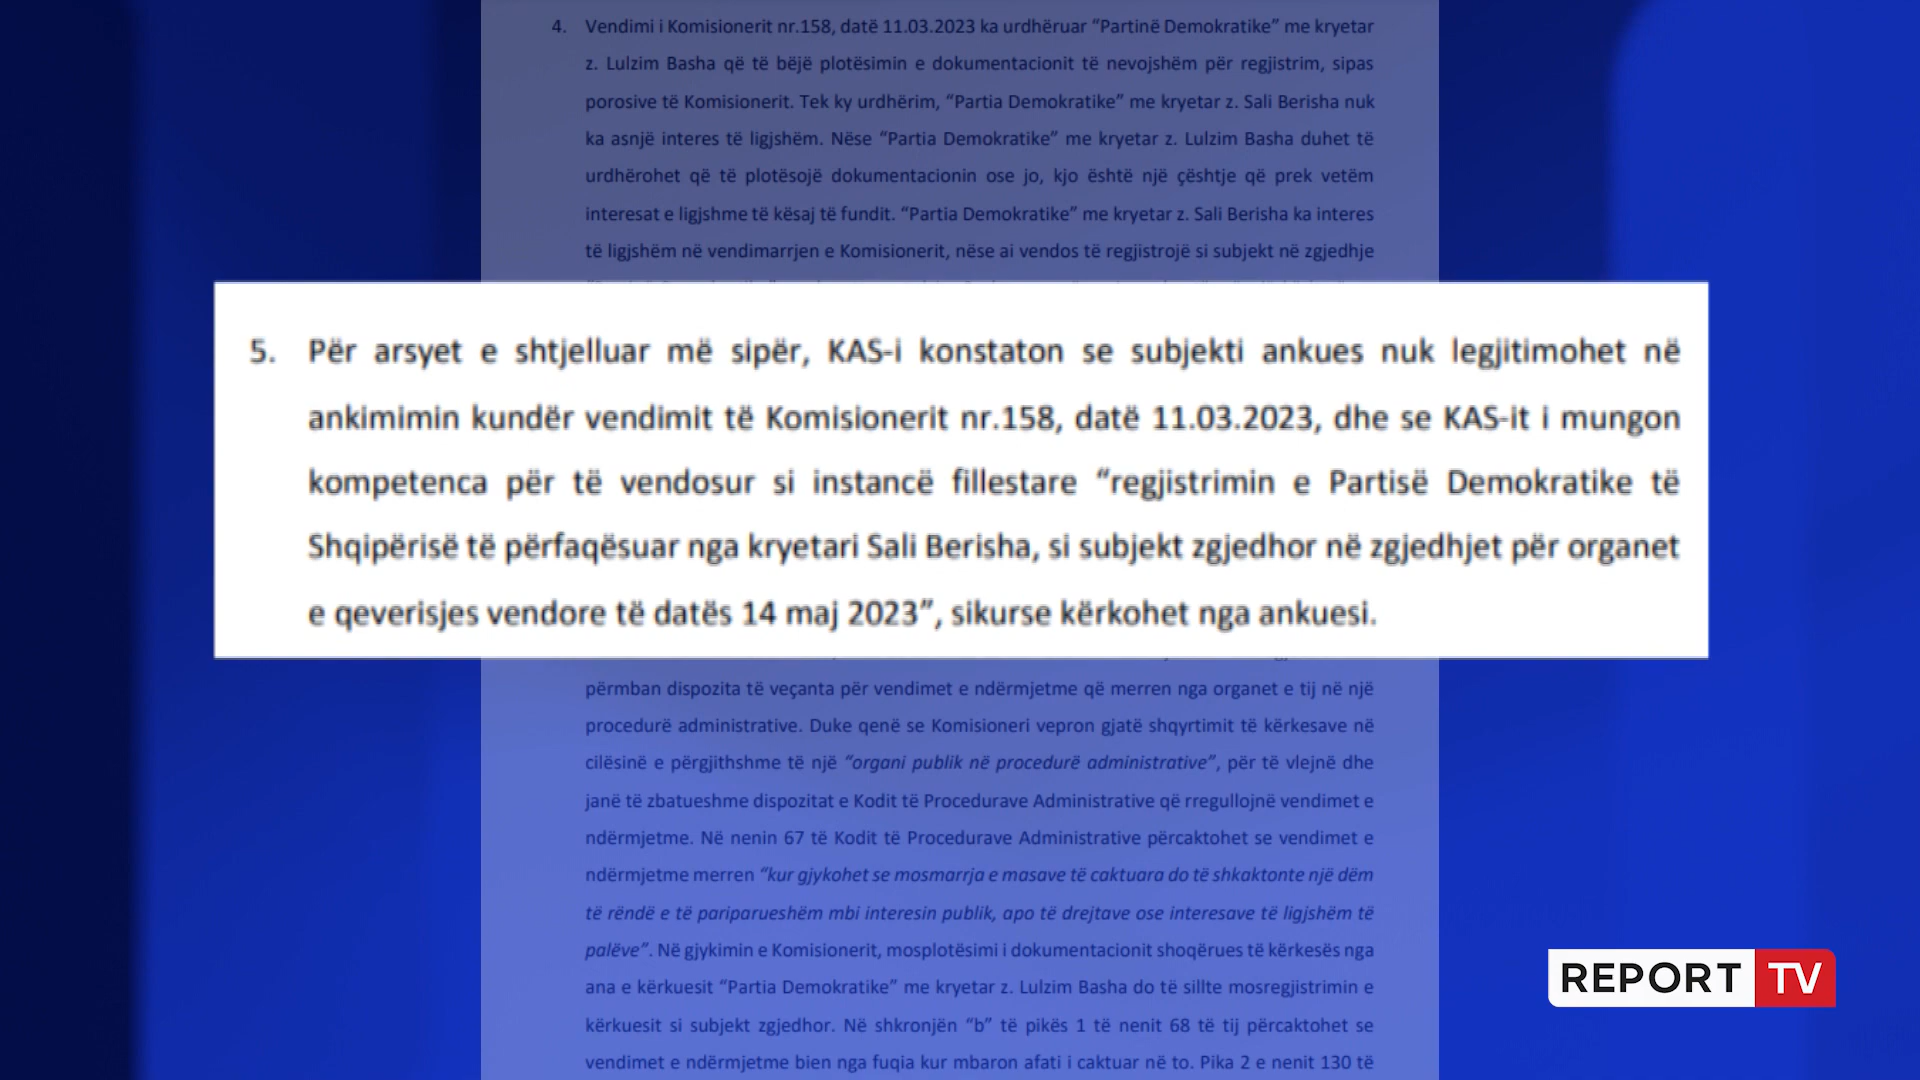 4. Vendimi i Komisionerit nr.158, datë 11.03.2023 ka urdhëruar “Partinë Demokratike” me kryetar
z. Lulzim Basha që të bëjë plotësimin e dokumentacionit të nevojshëm për regjistrim, sipas
porosive të Komisionerit. Tek ky urdhërim, “Partia Demokratike” me kryetar z. Sali Berisha nuk
ka asnjë interes të ligjshëm. Nëse “Partia Demokratike” me kryetar z. Lulzim Basha duhet të
urdhërohet që të plotësojë dokumentacionin ose jo, kjo është një çështje që prek vetëm
interesat e ligjshme të kësaj të fundit. “Partia Demokratike” me kryetar z. Sali Berisha ka interes
të ligjshëm në vendimarrjen e Komisionerit, nëse ai vendos të regjistrojë si subjekt në zgjedhje
5. Për arsyet e shtjelluar më sipër, KAS-i konstaton se subjekti ankues nuk legjitimohet në
ankimimin kundër vendimit të Komisionerit nr.158, datë 11.03.2023, dhe se KAS-it i mungon
kompetenca për të vendosur si instancë fillestare “regjistrimin e Partisë Demokratike të
Shqipërisë të përfaqësuar nga kryetari Sali Berisha, si subjekt zgjedhor në zgjedhjet për organet
e qeverisjes vendore të datës 14 maj 2023”, sikurse kërkohet nga ankuesi.
përmban dispozita të veçanta për vendimet e ndërmjetme që merren nga organet e tij në një
procedurë administrative. Duke qenë se Komisioneri vepron gjatë shqyrtimit të kërkesave në
cilësinë e përgjithshme të një “organi publik në procedurë administrative”, për të vlejnë dhe
janë të zbatueshme dispozitat e Kodit të Procedurave Administrative që rregullojnë vendimet e
ndërmjetme. Në nenin 67 të Kodit të Procedurave Administrative përcaktohet se vendimet e
ndërmjetme merren “kur gjykohet se mosmarrja e masave të caktuara do të shkaktonte një dëm
të rëndë e të pariparueshëm mbi interesin publik, apo të drejtave ose interesave të ligjshëm të
palëve”. Në gjykimin e Komisionerit, mosplotësimi i dokumentacionit shoqërues të kërkesës nga
ana e kërkuesit “Partia Demokratike” me kryetar z. Lulzim Basha do të sillte mosregjistrimin e
kërkuesit si subjekt zgjedhor. Në shkronjën “b” të pikës 1 të nenit 68 të tij përcaktohet se
vendimet e ndërmjetme bien nga fuqia kur mbaron afati i caktuar në to. Pika 2 e nenit 130 të
REPORT TV